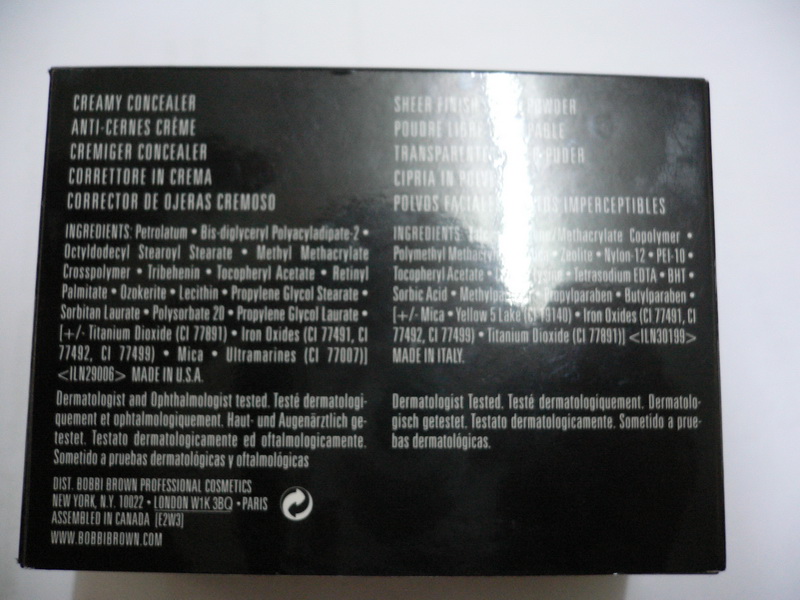 CREAMY CONCEALER
ANTI-CERNES CRÈME
CREMIGER CONCEALER
CORRETTORE IN CREMA
CORRECTOR DE OJERAS CREMOSO
INGREDIENTS: Petrolatum • Bis-diglyceryl Polyacyladipate-2 •
Octyldodecyl Stearoyl Stearate • Methyl Methacrylate
Crosspolymer • Tribehenin • Tocopheryl Acetate • Retinyl
Palmitate • Ozokerite • Lecithin • Propylene Glycol Stearate •
Sorbitan Laurate • Polysorbate 20 • Propylene Glycol Laurate •
[+/- Titanium Dioxide (CI 77891) • Iron Oxides (CI 77491, CI
77492, CI 77499) • Mica • Ultramarines (CI 77007)]
<ILN29006> MADE IN U.S.A.
Dermatologist and Ophthalmologist tested. Testé dermatologi-
quement et ophtalmologiquement. Haut- und Augenärztlich ge-
testet. Testato dermatologicamente ed oftalmologicamente.
Sometido a pruebas dermatológicas y oftalmológicas
DIST. BOBBI BROWN PROFESSIONAL COSMETICS
NEW YORK, N.Y. 10022 • LONDON W1K 3BQ • PARIS
ASSEMBLED IN CANADA [E2W3]
WWW.BOBBIBROWN.COM
SHEER FINISH POWDER
POUDRE
TRANSPARENTE PUDER
CIPRIA IN
POLVOS IMPERCEPTIBLES
INGREDIENTS: Copolymer •
Polymethyl Zeolite • Nylon-12 • PEI-10 •
Tocopheryl Acetate • Tetrasodium EDTA • BHT •
Sorbic Acid • Butylparaben •
[+/- Mica • Yellow 5 Lake (CI 19140) • Iron Oxides (CI 77491, CI
77492, CI 77499) • Titanium Dioxide (CI 77891)] <ILN30199>
MADE IN ITALY.
Dermatologist Tested. Testé dermatologiquement. Dermatolo-
gisch getestet. Testato dermatologicamente. Sometido a prue-
bas dermatológicas.